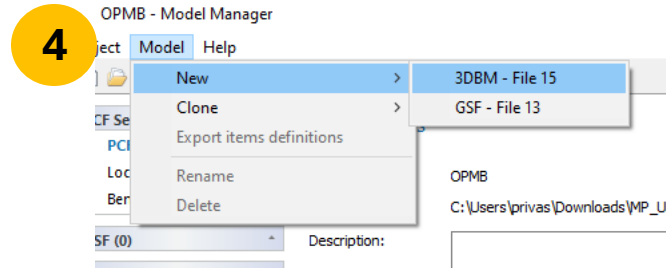 OPMB - Model Manager
4
ject Model Help
New > 3DBM - File 15
Clone > GSF - File 13
CF Se
Export items definitions
PCF
Loc
Rename
OPMB
Ber
Delete
C:\Users\privas\Downloads\MP_U
SF (0)
Description: